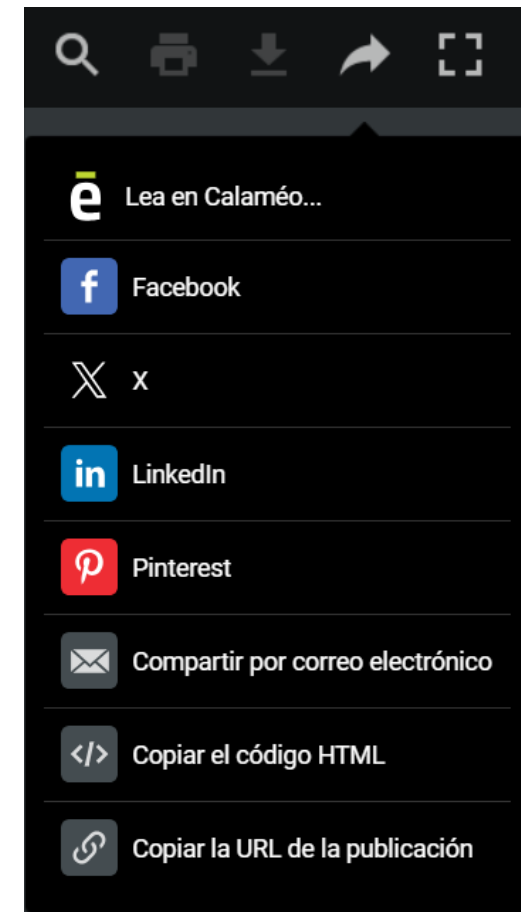 Lea en Calaméo...
Facebook
X
LinkedIn
Pinterest
Compartir por correo electrónico
Copiar el código HTML
Copiar la URL de la publicación